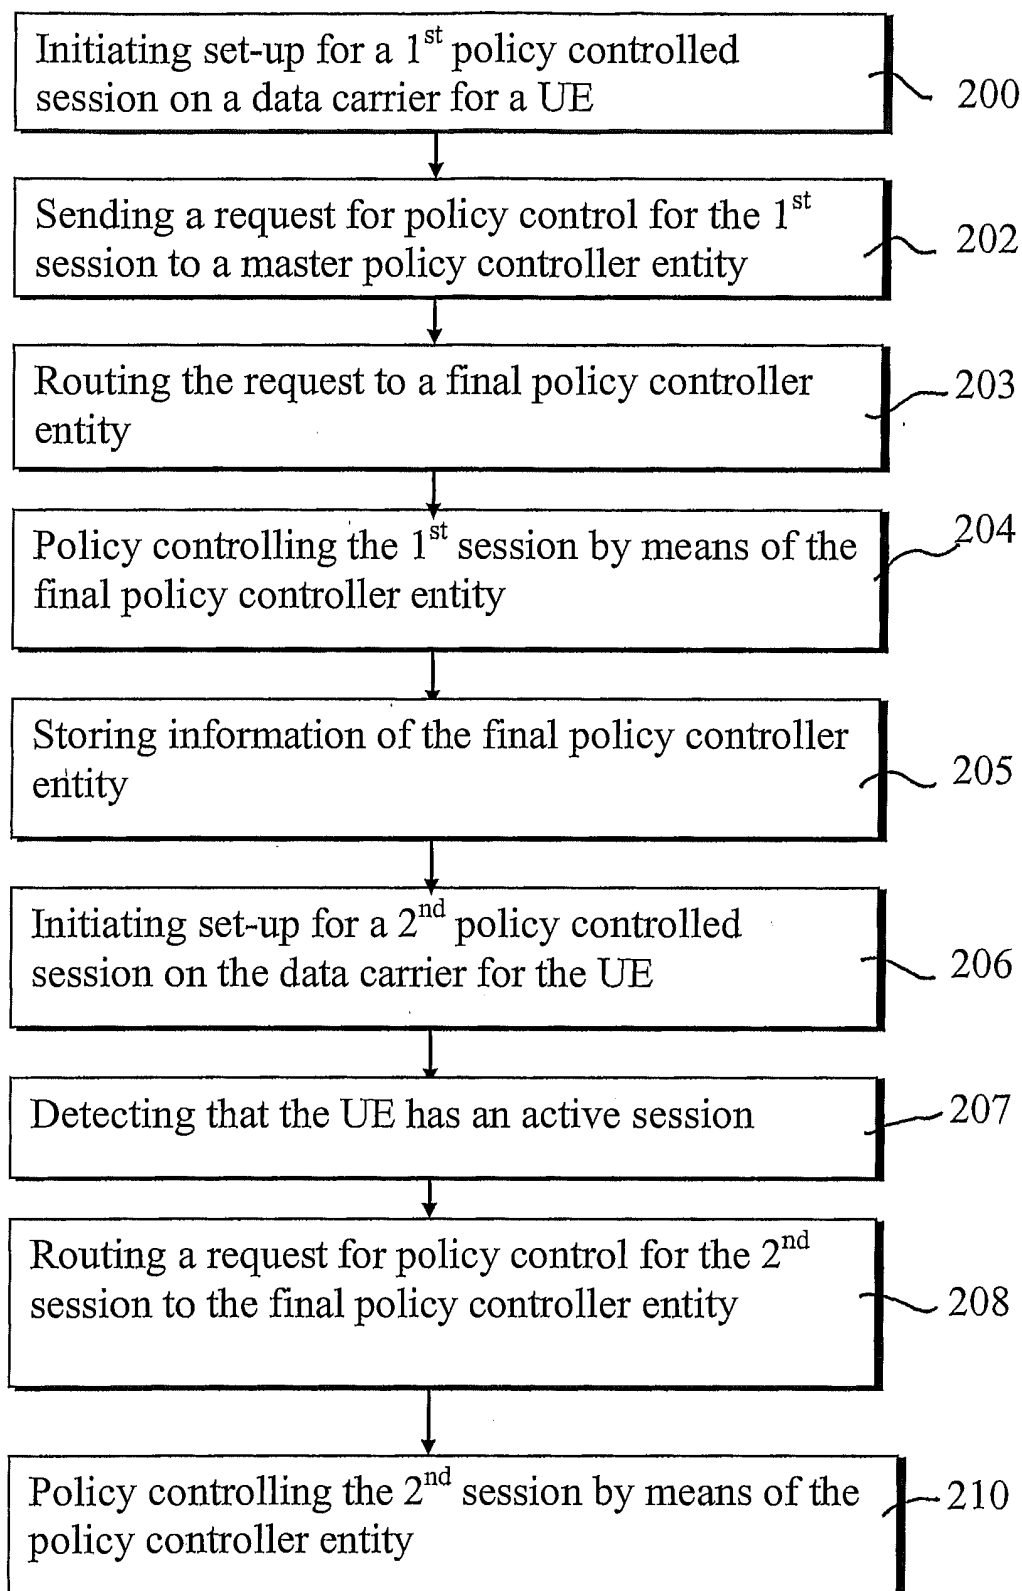 Initiating set-up for a 1st policy controlled
session on a data carrier for a UE
200
Sending a request for policy control for the 1st
session to a master policy controller entity
202
Routing the request to a final policy controller
entity
203
Policy controlling the 1st session by means of the
final policy controller entity
204
Storing information of the final policy controller
entity
205
Initiating set-up for a 2nd policy controlled
session on the data carrier for the UE
206
Detecting that the UE has an active session
207
Routing a request for policy control for the 2nd
session to the final policy controller entity
208
Policy controlling the 2nd session by means of the
policy controller entity
210